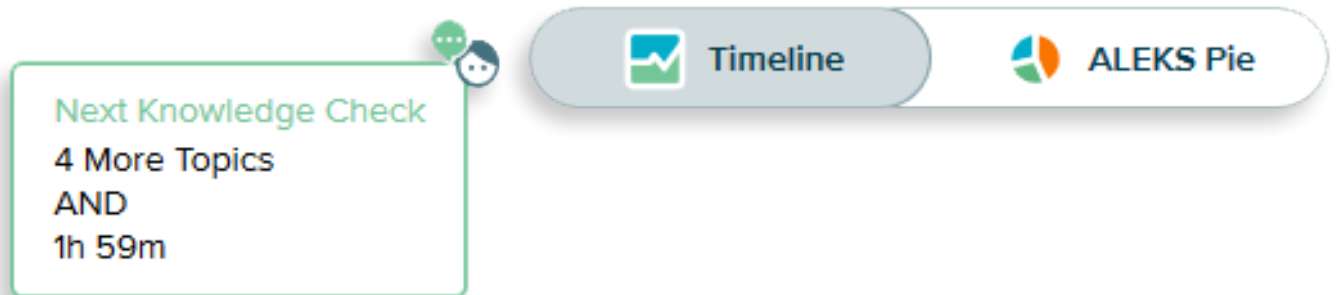 Timeline
ALEKS Pie
Next Knowledge Check
4 More Topics
AND
1h 59m